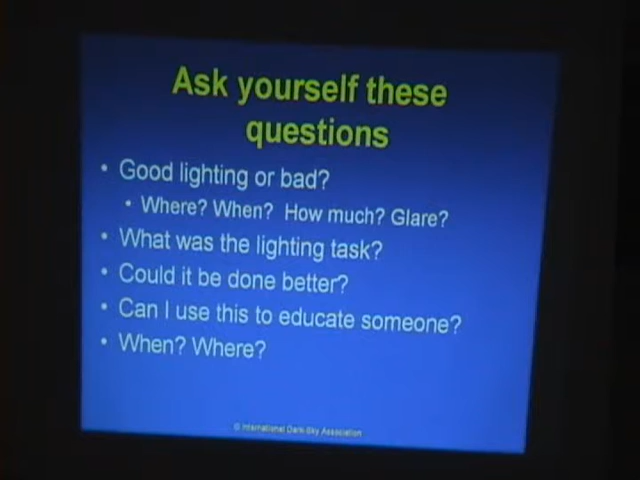 Ask yourself these
questions
• Good lighting or bad?
• Where? When? How much? Glare?
• What was the lighting task?
• Could it be done better?
• Can I use this to educate someone?
• When? Where?
© International Dark-Sky Association